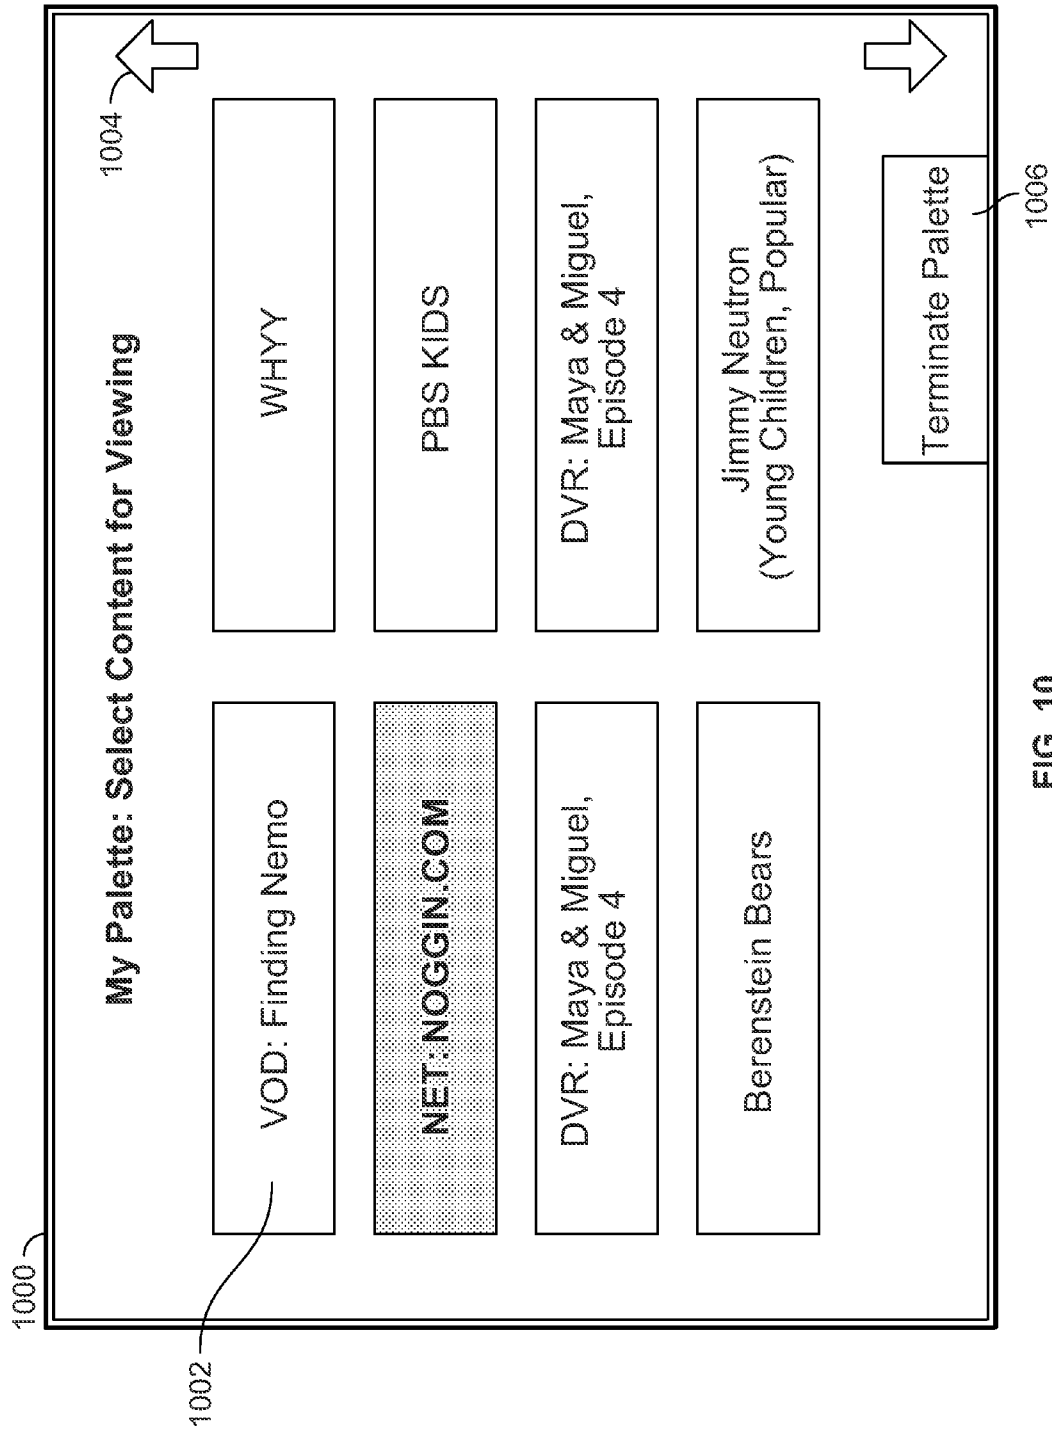 1000
My Palette: Select Content for Viewing
1004
1002
VOD: Finding Nemo
WHYY
NET:NOGGIN.COM
PBS KIDS
DVR: Maya & Miguel,
Episode 4
DVR: Maya & Miguel,
Episode 4
Berenstein Bears
Jimmy Neutron
(Young Children, Popular)
Terminate Palette
1006
FIG. 10